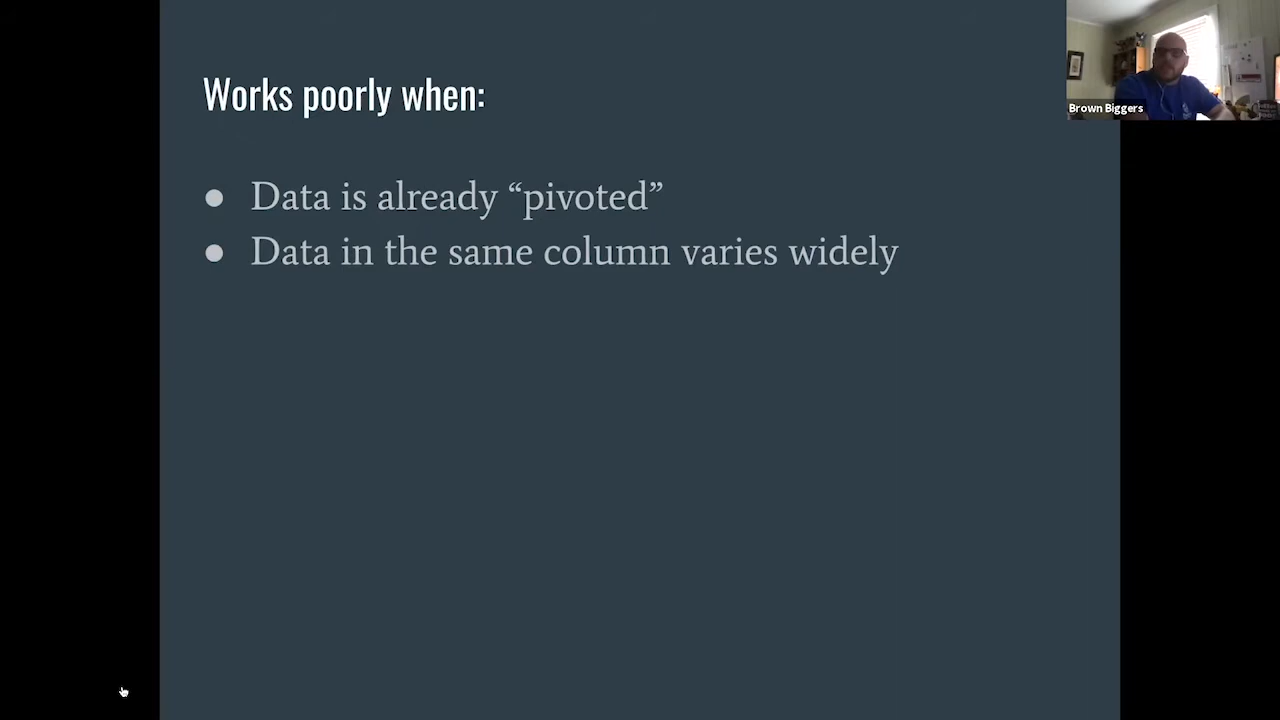 Works poorly when:
● Data is already “pivoted”
● Data in the same column varies widely
Brown Biggers